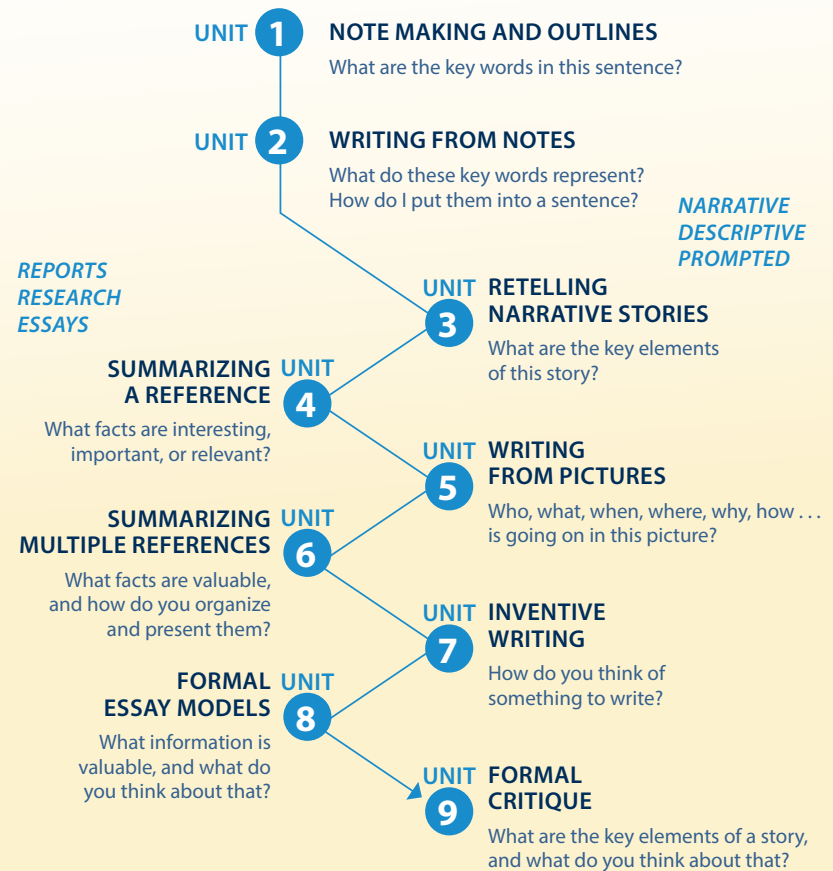 UNIT 1 NOTE MAKING AND OUTLINES
What are the key words in this sentence?
UNIT 2 WRITING FROM NOTES
What do these key words represent?
How do I put them into a sentence?
NARRATIVE
DESCRIPTIVE
PROMPTED
REPORTS
RESEARCH
ESSAYS
UNIT 3 RETELLING
NARRATIVE STORIES
What are the key elements
of this story?
SUMMARIZING UNIT 4
A REFERENCE
What facts are interesting,
important, or relevant?
UNIT 5 WRITING
FROM PICTURES
Who, what, when, where, why, how . . .
is going on in this picture?
SUMMARIZING UNIT 6
MULTIPLE REFERENCES
What facts are valuable,
and how do you organize
and present them?
UNIT 7 INVENTIVE
WRITING
How do you think of
something to write?
FORMAL UNIT 8
ESSAY MODELS
What information is
valuable, and what do
you think about that?
UNIT 9 FORMAL
CRITIQUE
What are the key elements of a story,
and what do you think about that?